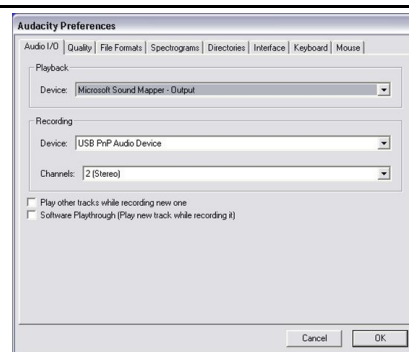 Audacity Preferences
Audio I/O Quality File Formats Spectrograms Directories Interface Keyboard Mouse
Playback
Device: Microsoft Sound Mapper - Output
Recording
Device: USB PnP Audio Device
Channels: 2 (Stereo)
Play other tracks while recording new one
Software Playthrough (Play new track while recording it)
Cancel OK